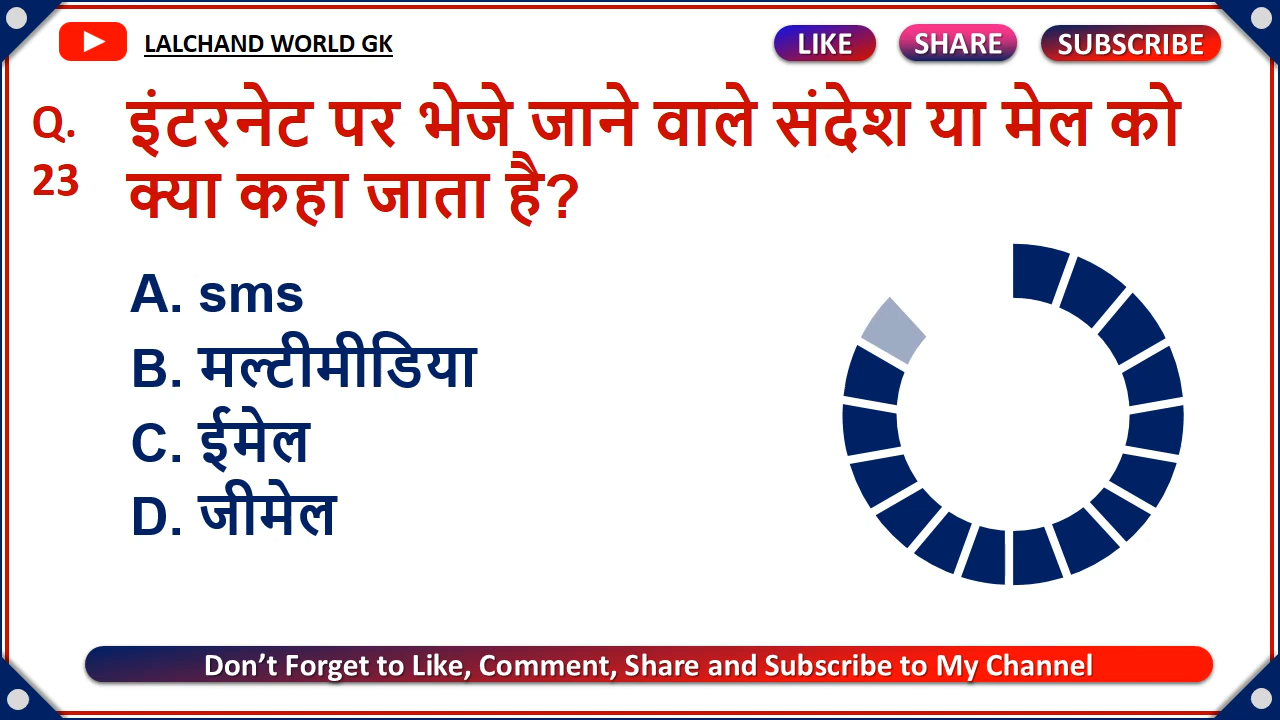 LALCHAND WORLD GK
LIKE SHARE SUBSCRIBE
Q. 23
इंटरनेट पर भेजे जाने वाले संदेश या मेल को
क्या कहा जाता है?
A. sms
B. मल्टीमीडिया
C. ईमेल
D. जीमेल
Don’t Forget to Like, Comment, Share and Subscribe to My Channel